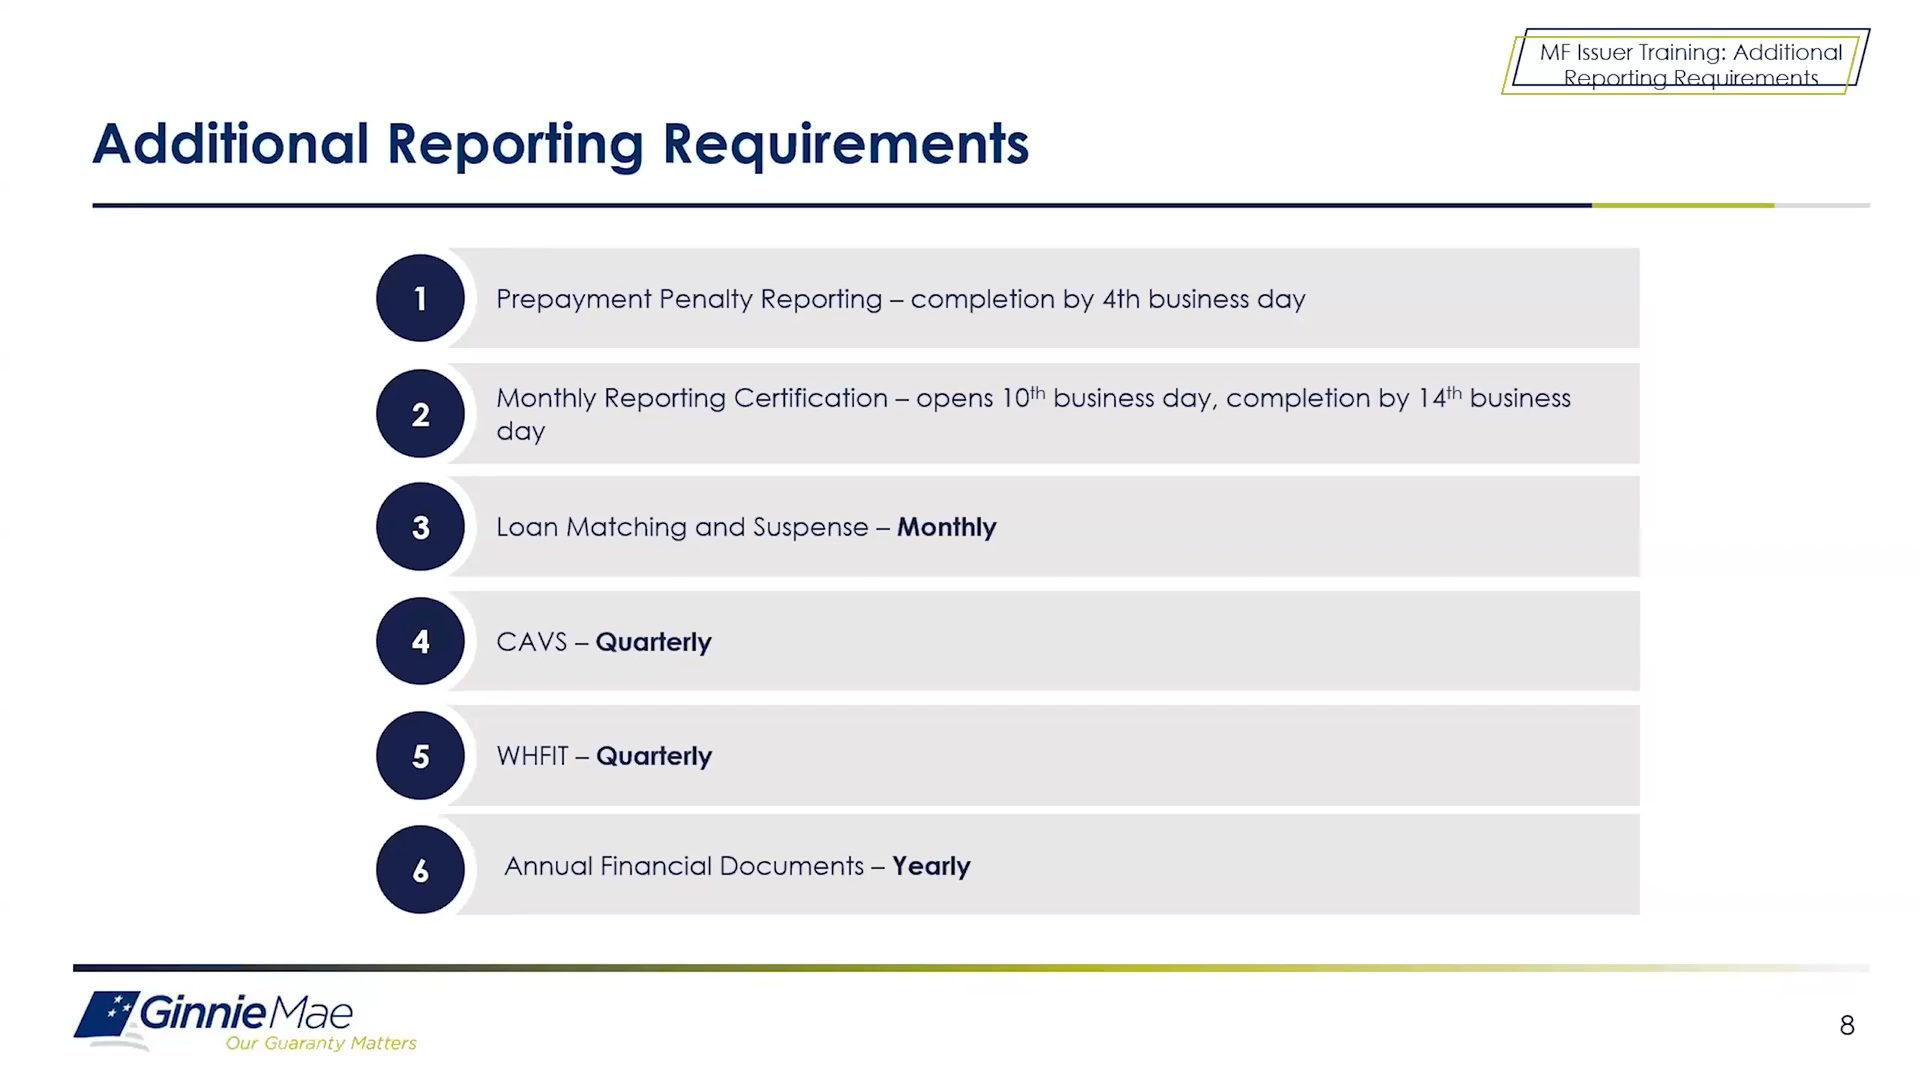 MF Issuer Training: Additional
Reporting Requirements
Additional Reporting Requirements
1
Prepayment Penalty Reporting – completion by 4th business day
2
Monthly Reporting Certification – opens 10th business day, completion by 14th business
day
3
Loan Matching and Suspense – Monthly
4
CAVS – Quarterly
5
WHFIT – Quarterly
6
Annual Financial Documents – Yearly
GinnieMae
Our Guaranty Matters
8